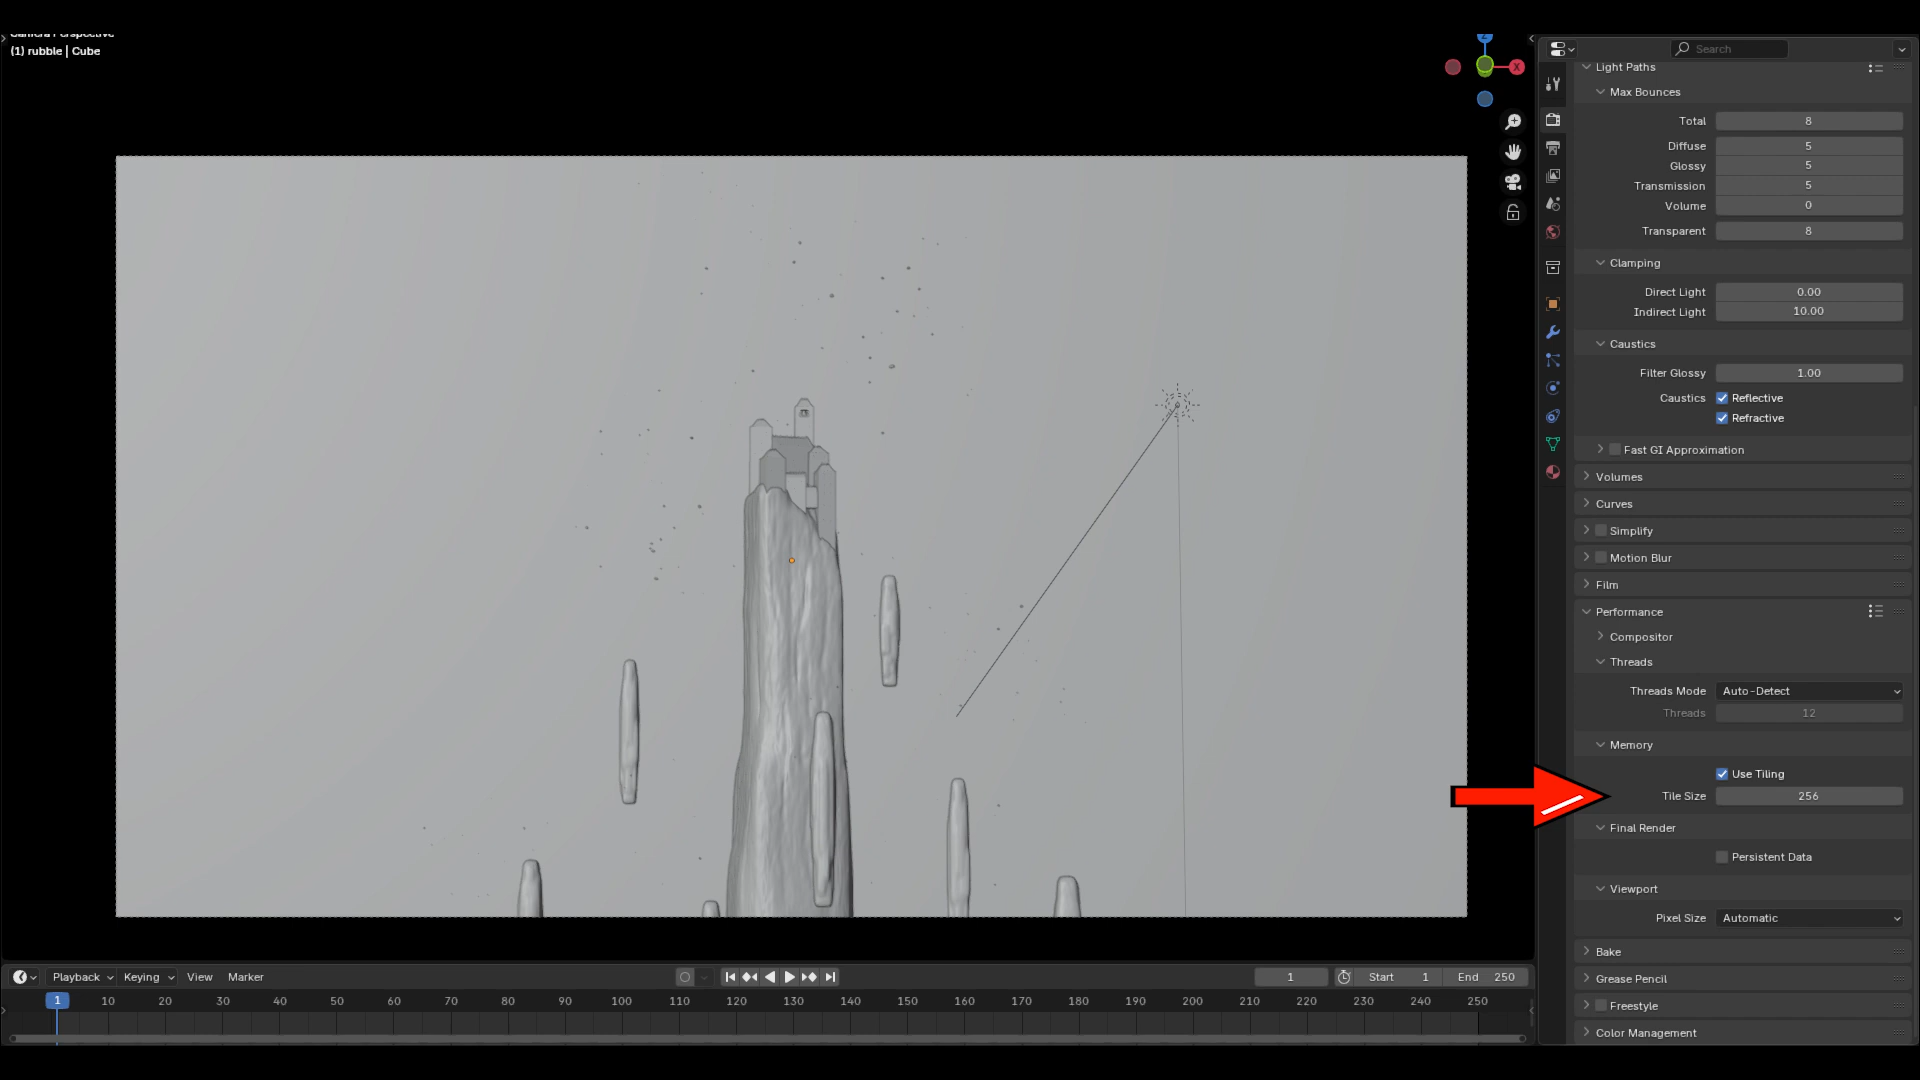 Camera Perspective
(1) rubble | Cube
Z
X
Search
Light Paths
Max Bounces
Total 8
Diffuse 5
Glossy 5
Transmission 5
Volume 0
Transparent 8
Clamping
Direct Light 0.00
Indirect Light 10.00
Caustics
Filter Glossy 1.00
Caustics Reflective
Refractive
Fast GI Approximation
Volumes
Curves
Simplify
Motion Blur
Film
Performance
Compositor
Threads
Threads Mode Auto-Detect
Threads 12
Memory
Use Tiling
Tile Size 256
Final Render
Persistent Data
Viewport
Pixel Size Automatic
Bake
Grease Pencil
Freestyle
Color Management
Playback Keying View Marker 1 Start 1 End 250
1 10 20 30 40 50 60 70 80 90 100 110 120 130 140 150 160 170 180 190 200 210 220 230 240 250